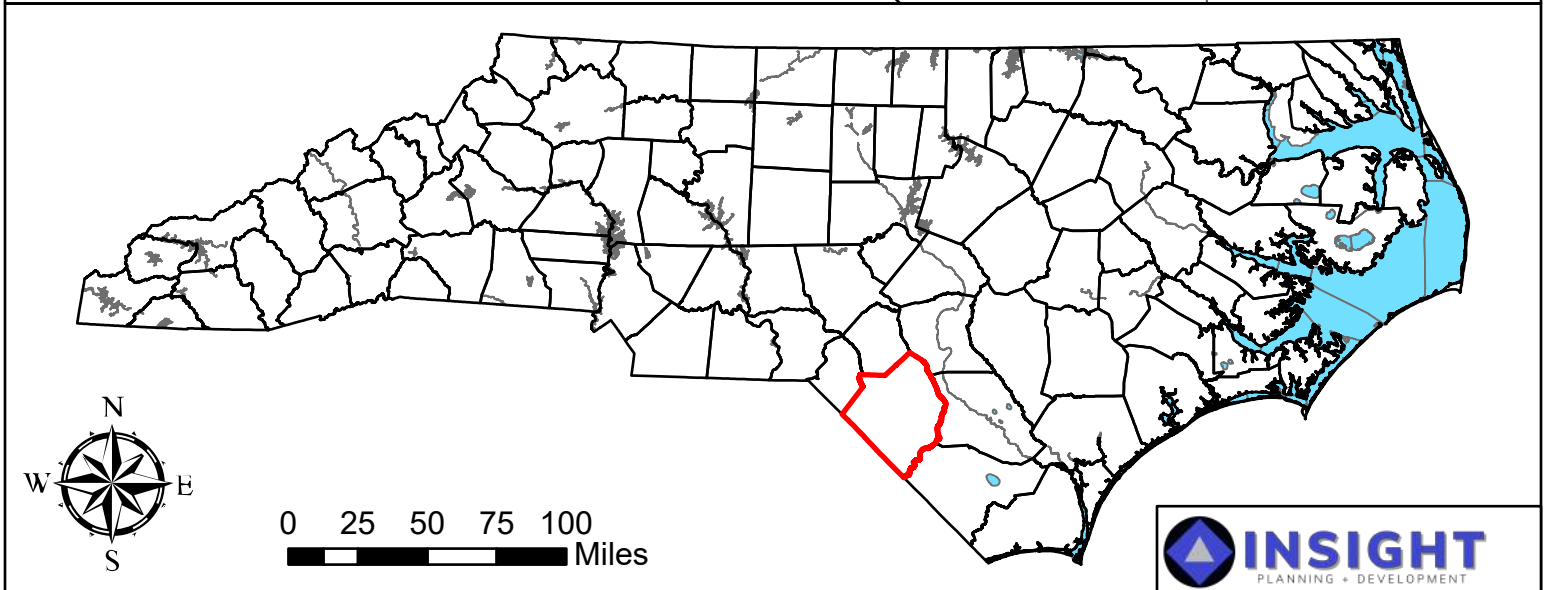 N
W E
S
0 25 50 75 100
Miles
INSIGHT
PLANNING + DEVELOPMENT